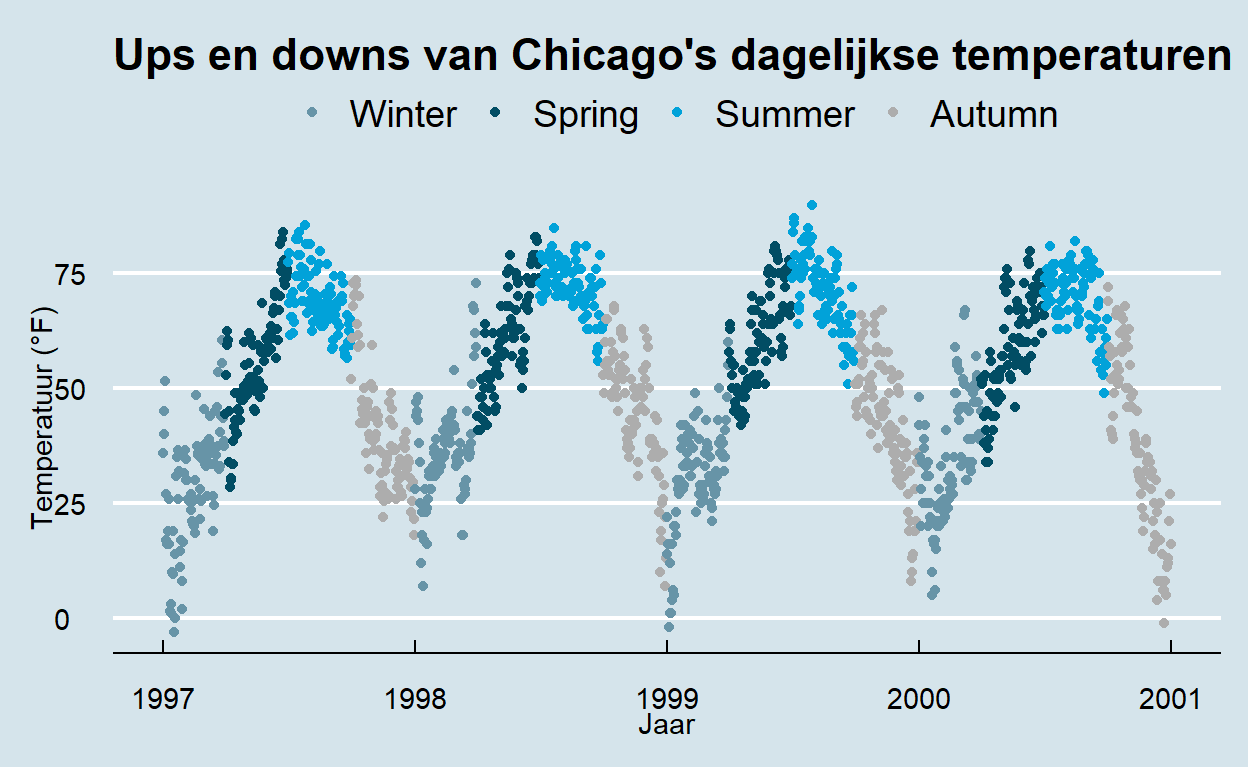 Ups en downs van Chicago's dagelijkse temperaturen
Winter Spring Summer Autumn
Temperatuur (°F)
75
50
25
0
1997 1998 1999 2000 2001
Jaar